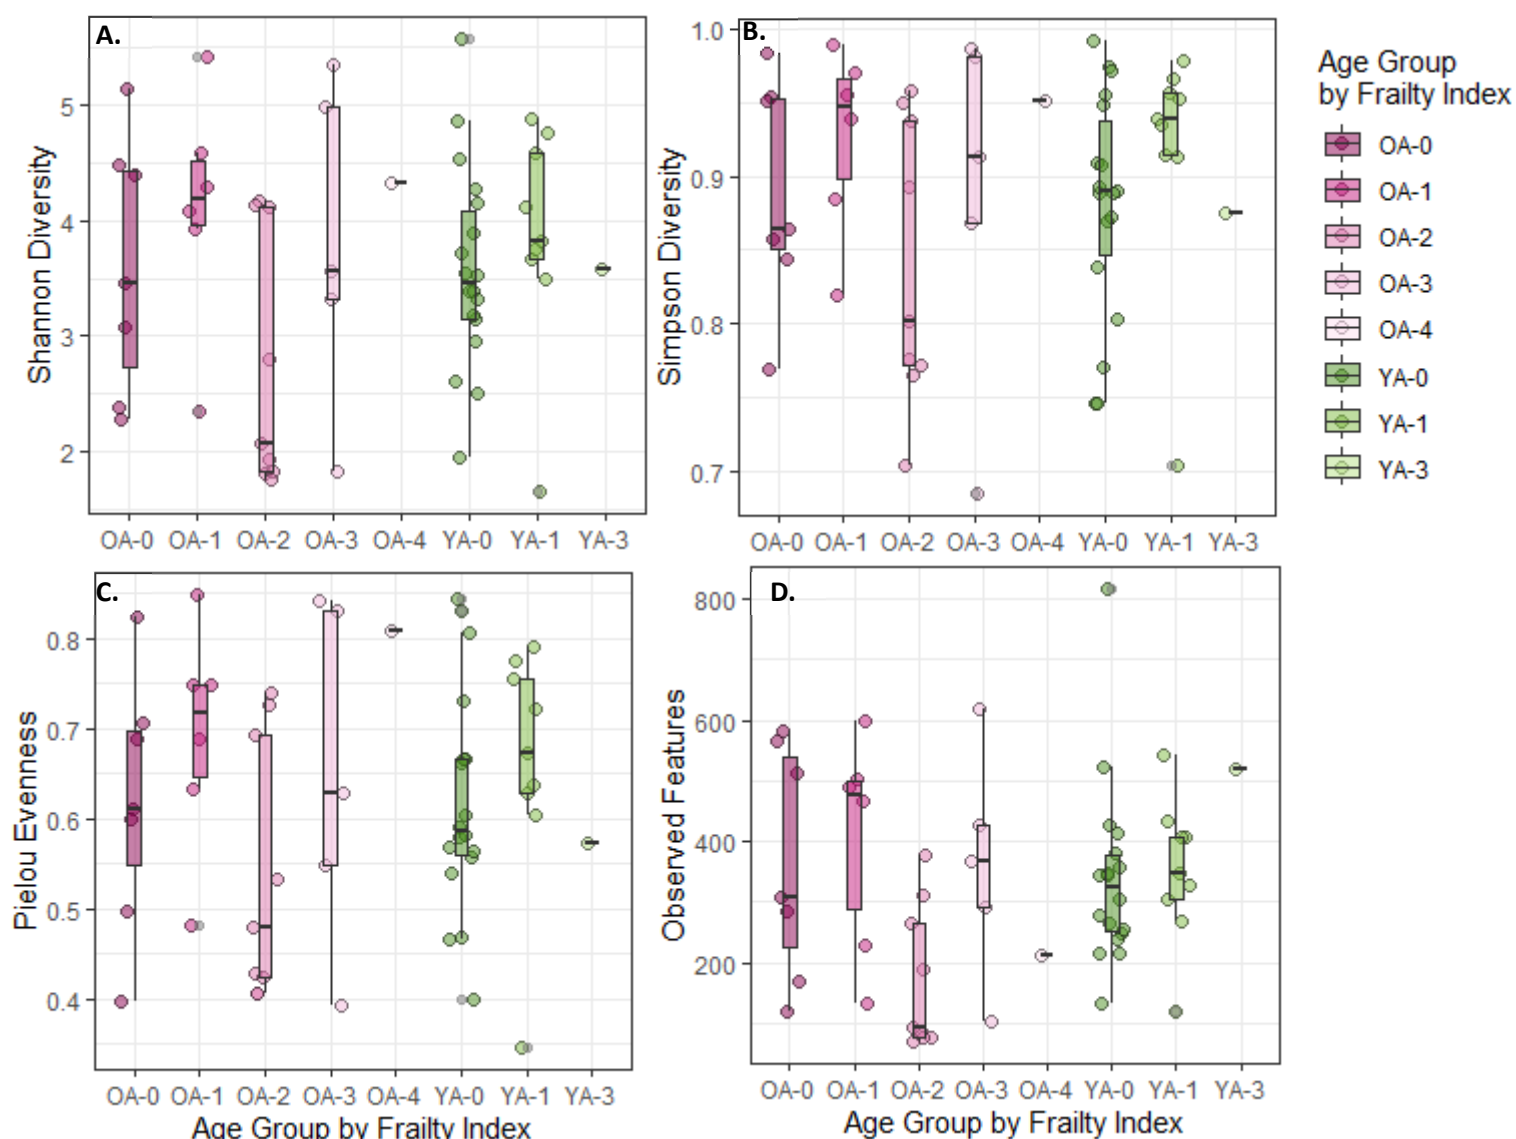 A.
Shannon Diversity
5
4
3
2
OA-0 OA-1 OA-2 OA-3 OA-4 YA-0 YA-1 YA-3
B.
Simpson Diversity
1.0
0.9
0.8
0.7
OA-0 OA-1 OA-2 OA-3 OA-4 YA-0 YA-1 YA-3
Age Group
by Frailty Index
OA-0
OA-1
OA-2
OA-3
OA-4
YA-0
YA-1
YA-3
C.
Pielou Evenness
0.8
0.7
0.6
0.5
0.4
OA-0 OA-1 OA-2 OA-3 OA-4 YA-0 YA-1 YA-3
Age Group by Frailty Index
D.
Observed Features
800
600
400
200
OA-0 OA-1 OA-2 OA-3 OA-4 YA-0 YA-1 YA-3
Age Group by Frailty Index